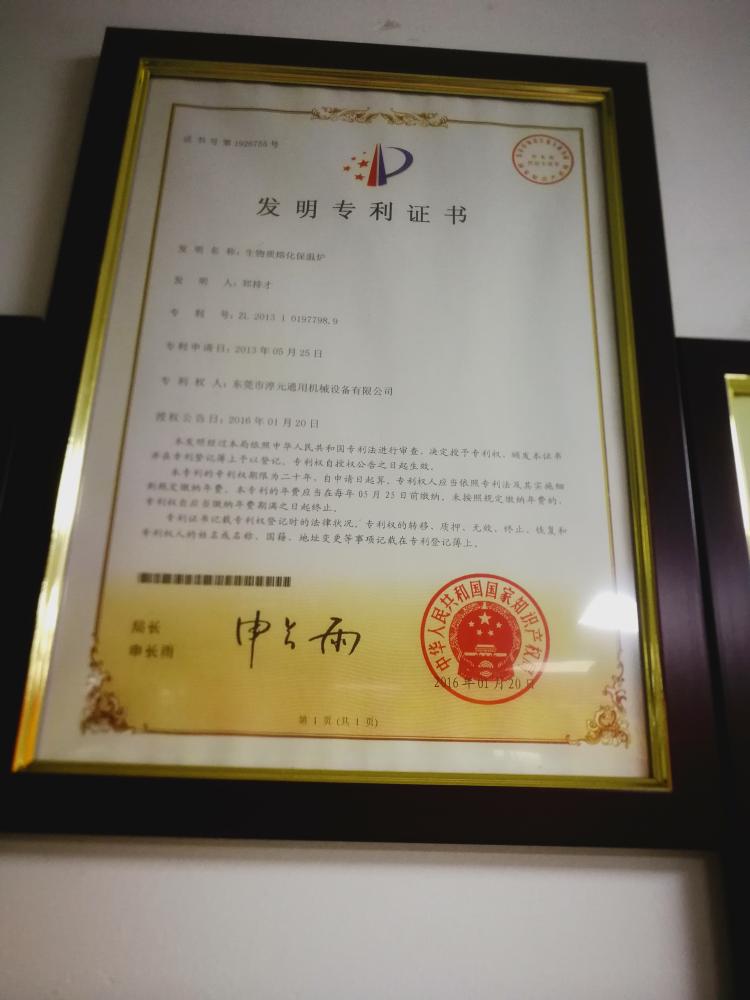 证书号第1926755号
发明专利证书
发明名称：生物质熔化保温炉
发明人：郑持才
专利号：ZL 2013 1 0197798.9
专利申请日：2013年05月25日
专利权人：东莞市淳元通用机械设备有限公司
授权公告日：2016年01月20日
本发明经过本局依照中华人民共和国专利法进行审查，决定授予专利权，颁发本证书
并在专利登记簿上予以登记。专利权自授权公告之日起生效。
本专利的专利权期限为二十年，自申请日起算。专利权人应当依照专利法及其实施细
则规定缴纳年费。本专利的年费应当在每年05月25日前缴纳。未按照规定缴纳年费的，
专利权自应当缴纳年费期满之日起终止。
专利证书记载专利权登记时的法律状况。专利权的转移、质押、无效、终止、恢复和
专利权人的姓名或名称、国籍、地址变更等事项记载在专利登记簿上。
局长
申长雨
申长雨
中华人民共和国国家知识产权局
2016年01月20日
第1页(共1页)